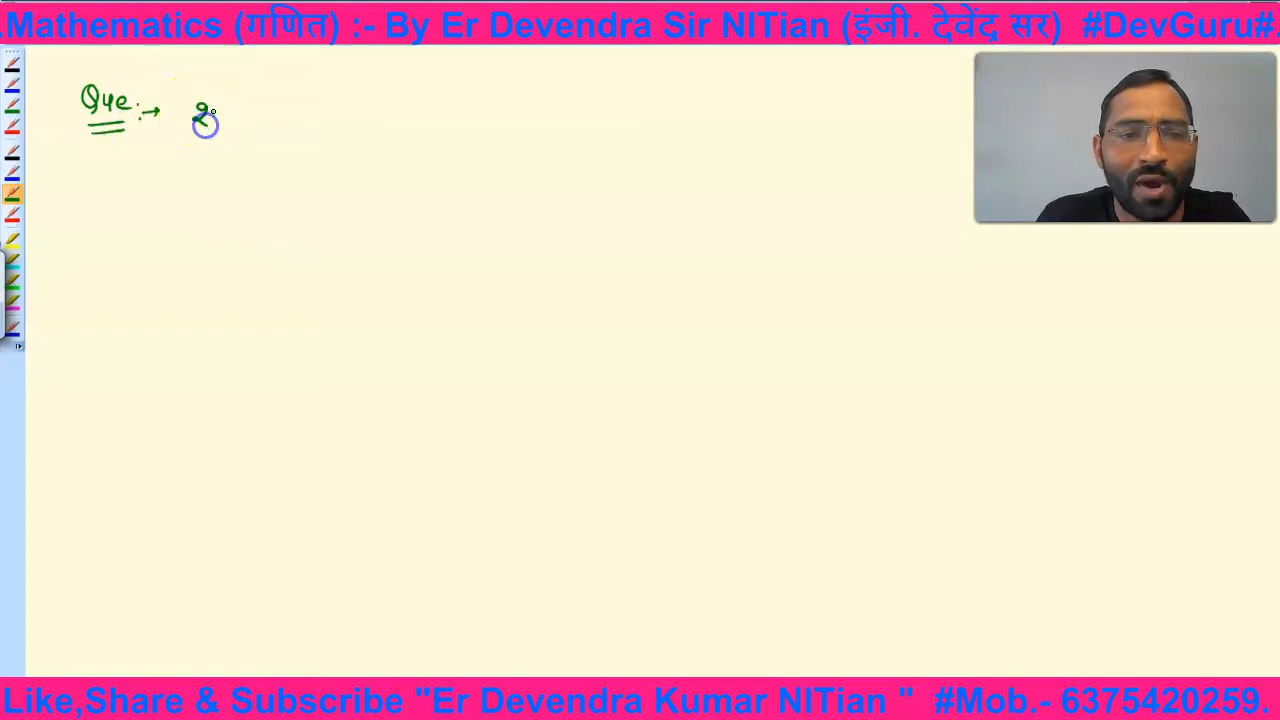 .Mathematics (गणित) :- By Er Devendra Sir NITian (इंजी. देवेंद्र सर) #DevGuru#.
Que :→ 2
Like,Share & Subscribe "Er Devendra Kumar NITian " #Mob.- 6375420259.